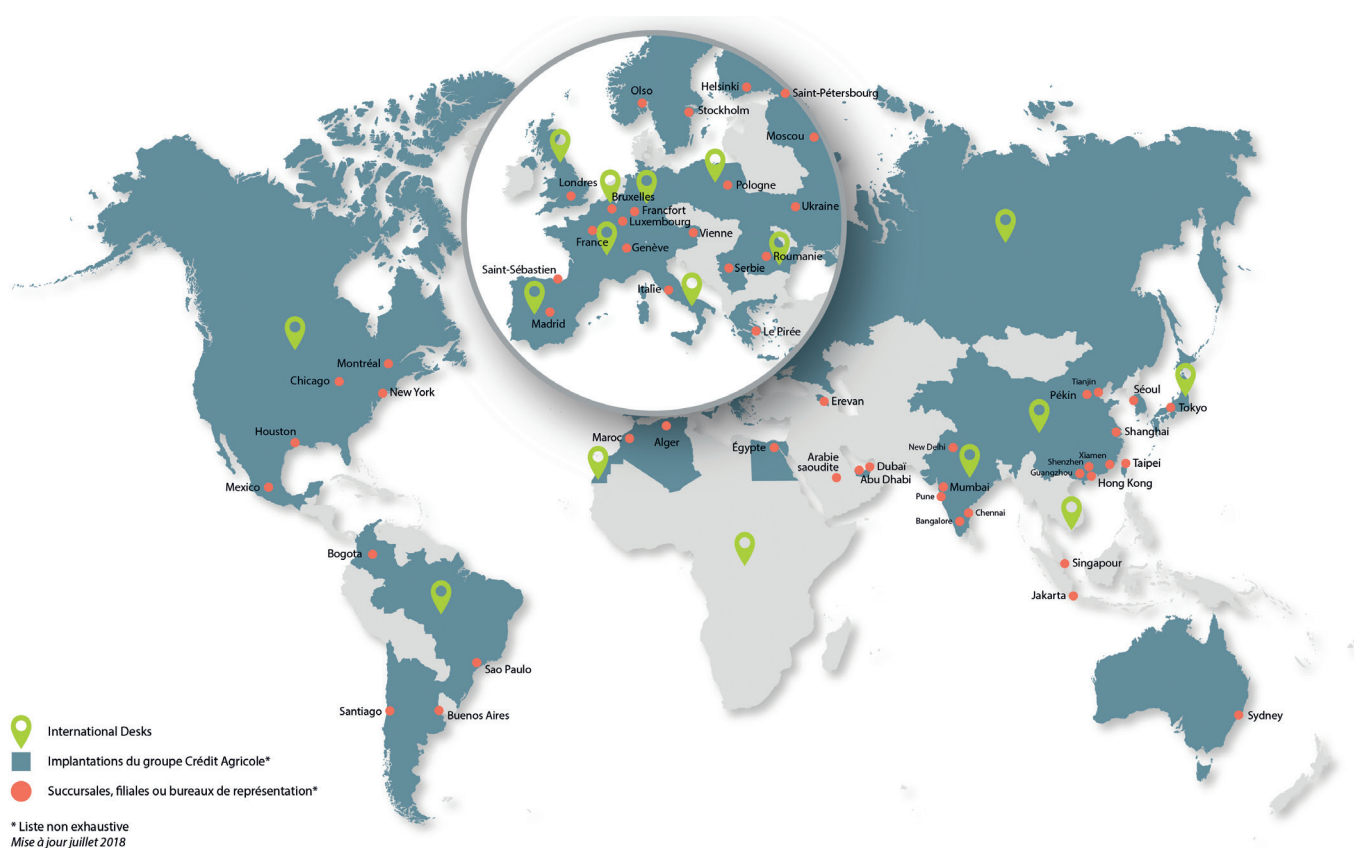 Olso
Helsinki
Saint-Pétersbourg
Stockholm
Moscou
Londres
Bruxelles
Pologne
Francfort
Luxembourg
Ukraine
France
Vienne
Genève
Roumanie
Serbie
Saint-Sébastien
Italie
Madrid
Le Pirée
Montréal
Chicago
New York
Houston
Mexico
Bogota
Sao Paulo
Santiago
Buenos Aires
Maroc
Alger
Égypte
Erevan
Arabie
saoudite
Dubaï
Abu Dhabi
New Delhi
Mumbai
Pune
Chennai
Bangalore
Tianjin
Pékin
Séoul
Tokyo
Shanghai
Xiamen
Shenzhen
Guangzhou
Taipei
Hong Kong
Singapour
Jakarta
Sydney
International Desks
Implantations du groupe Crédit Agricole*
Succursales, filiales ou bureaux de représentation*
* Liste non exhaustive
Mise à jour juillet 2018